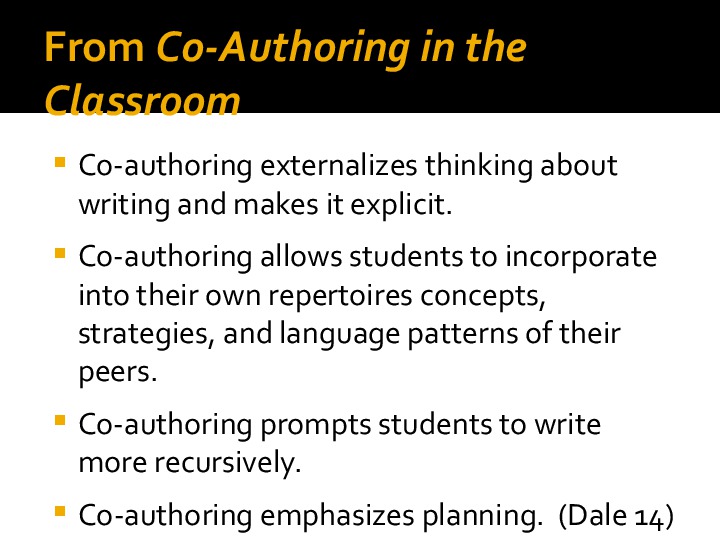 From Co-Authoring in the
Classroom
Co-authoring externalizes thinking about
writing and makes it explicit.
Co-authoring allows students to incorporate
into their own repertoires concepts,
strategies, and language patterns of their
peers.
Co-authoring prompts students to write
more recursively.
Co-authoring emphasizes planning.  (Dale 14)